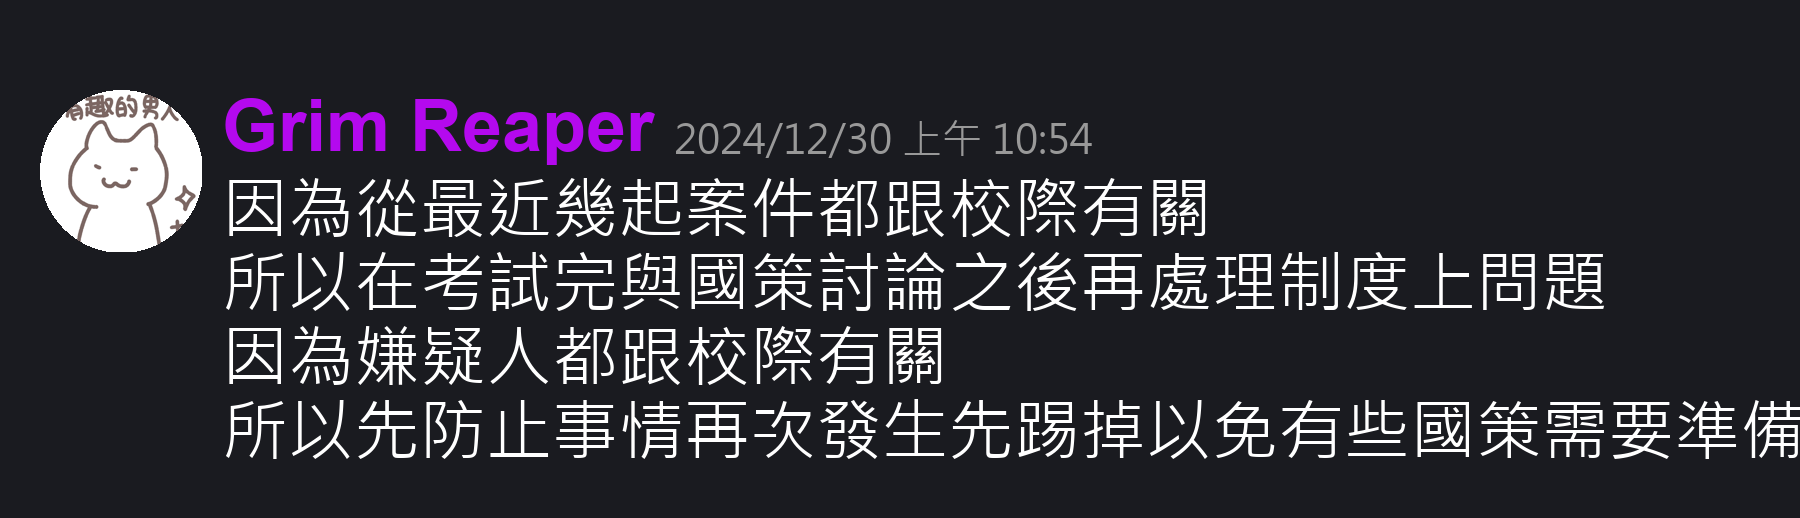 有趣的男人
Grim Reaper 2024/12/30 上午 10:54
因為從最近幾起案件都跟校際有關
所以在考試完與國策討論之後再處理制度上問題
因為嫌疑人都跟校際有關
所以先防止事情再次發生先踢掉以免有些國策需要準備